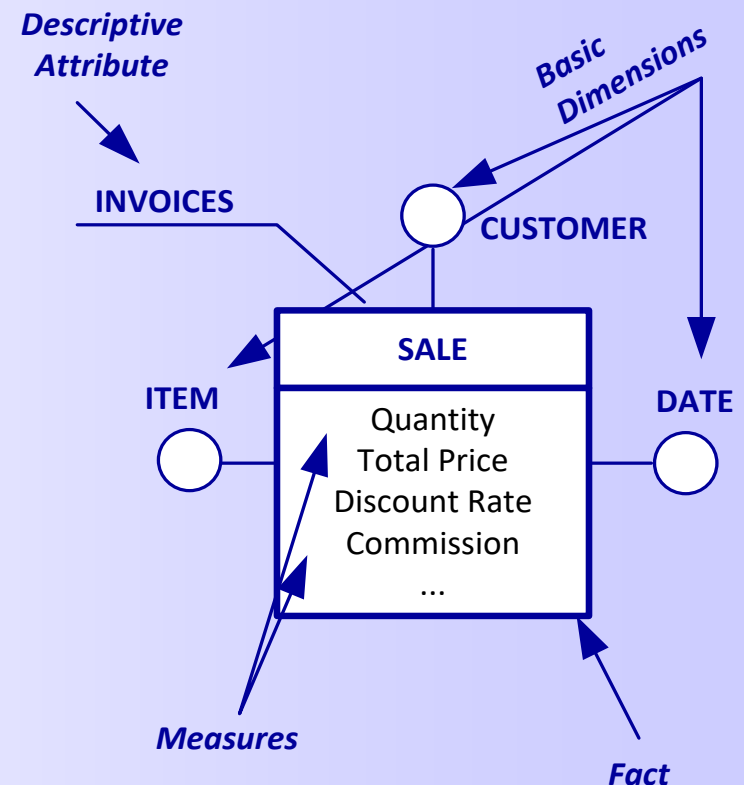 Descriptive
Attribute
Basic
Dimensions
INVOICES
CUSTOMER
SALE
ITEM
DATE
Quantity
Total Price
Discount Rate
Commission
...
Measures
Fact